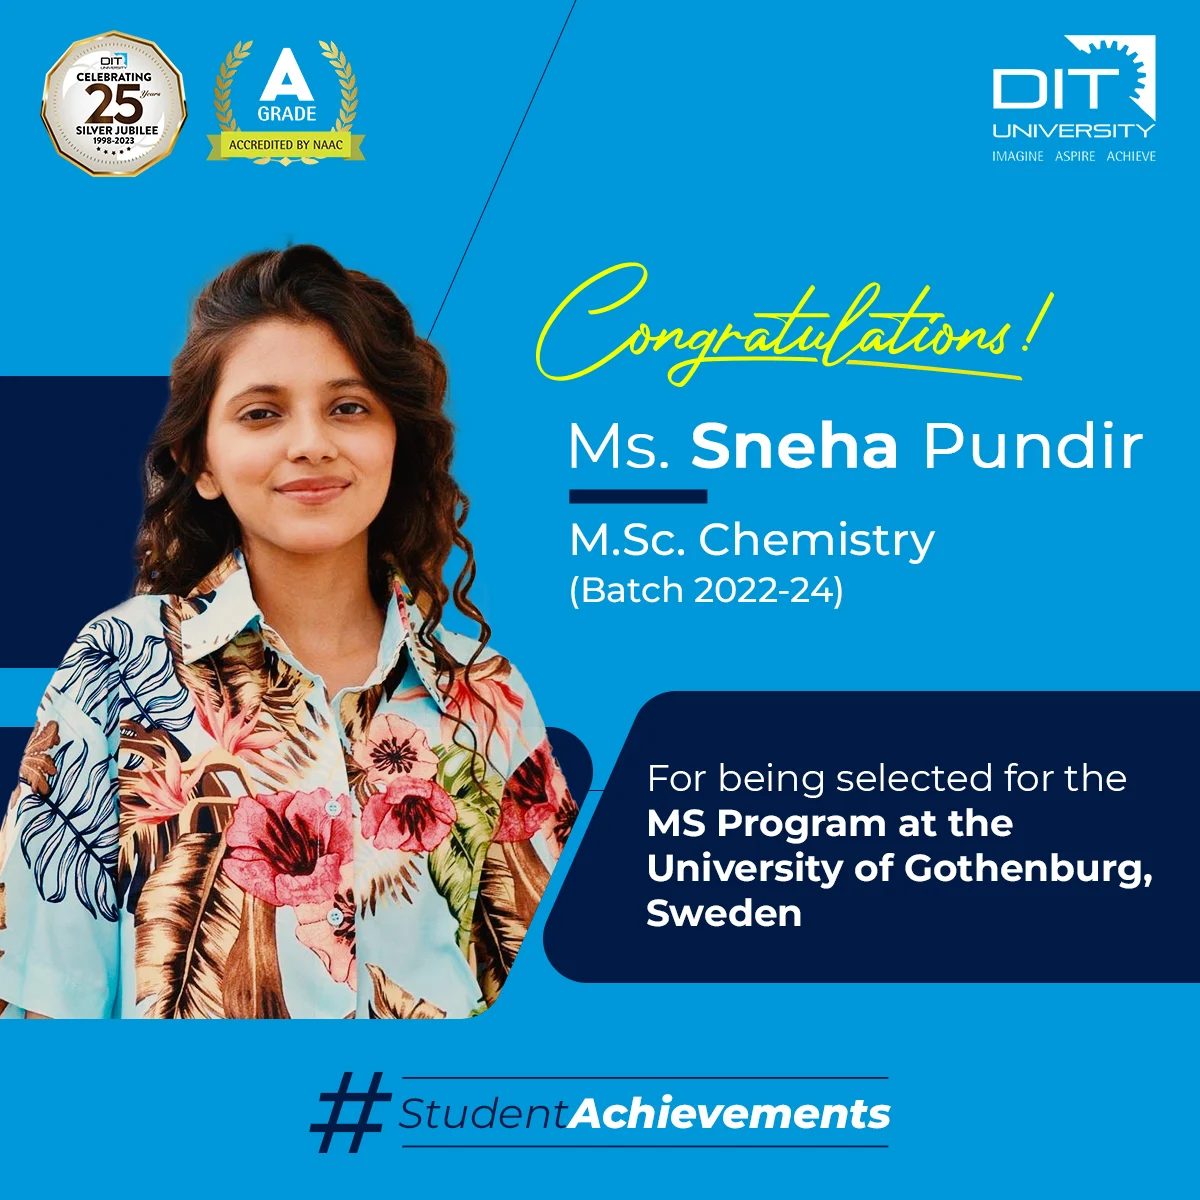 DIT
UNIVERSITY
CELEBRATING
25 Years
SILVER JUBILEE
1998-2023
A
GRADE
ACCREDITED BY NAAC
DIT
UNIVERSITY
IMAGINE ASPIRE ACHIEVE
Congratulations!
Ms. Sneha Pundir
M.Sc. Chemistry
(Batch 2022-24)
For being selected for the
MS Program at the
University of Gothenburg,
Sweden
#StudentAchievements